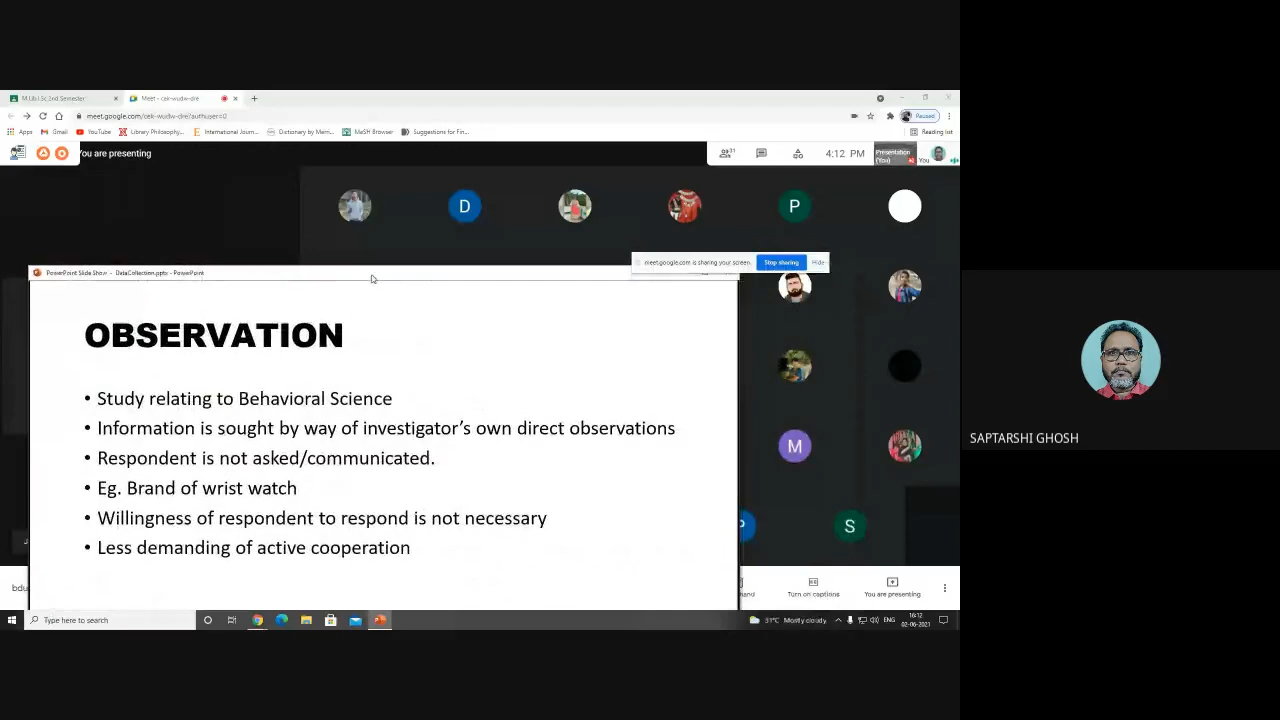 M.Lib.I.Sc 2nd Semester
Meet - cek-wudw-dre
meet.google.com/cek-wudw-dre?authuser=0
Paused
Apps
Gmail
YouTube
Library Philosophy...
International Journ...
Dictionary by Merri...
MeSH Browser
Suggestions for Fin...
Reading list
You are presenting
31
4:12 PM
Presentation
(You)
You
D
P
PowerPoint Slide Show - DataCollection.pptx - PowerPoint
meet.google.com is sharing your screen.
Stop sharing
Hide
OBSERVATION
• Study relating to Behavioral Science
• Information is sought by way of investigator's own direct observations
• Respondent is not asked/communicated.
• Eg. Brand of wrist watch
• Willingness of respondent to respond is not necessary
• Less demanding of active cooperation
M
P
S
SAPTARSHI GHOSH
bdu
Turn on captions
You are presenting
Type here to search
31°C Mostly cloudy
ENG
16:12
02-06-2021